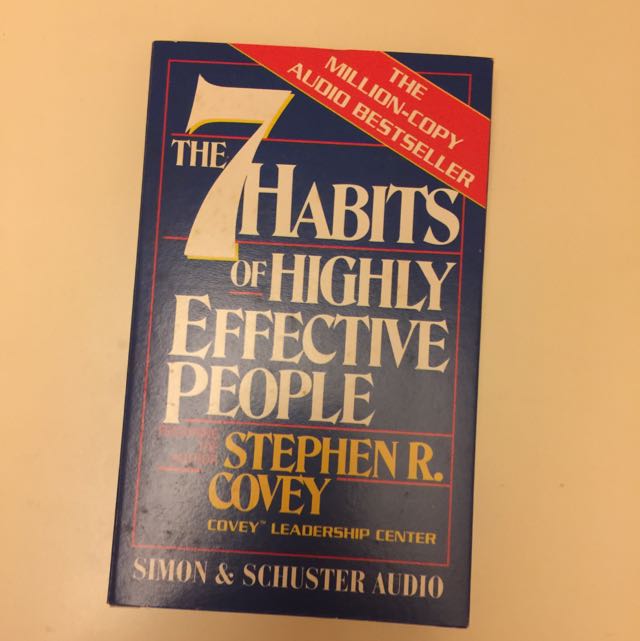 THE
MILLION-COPY
AUDIO BESTSELLER
THE 7 HABITS
OF HIGHLY
EFFECTIVE
PEOPLE
STEPHEN R.
COVEY
COVEY™ LEADERSHIP CENTER
SIMON & SCHUSTER AUDIO